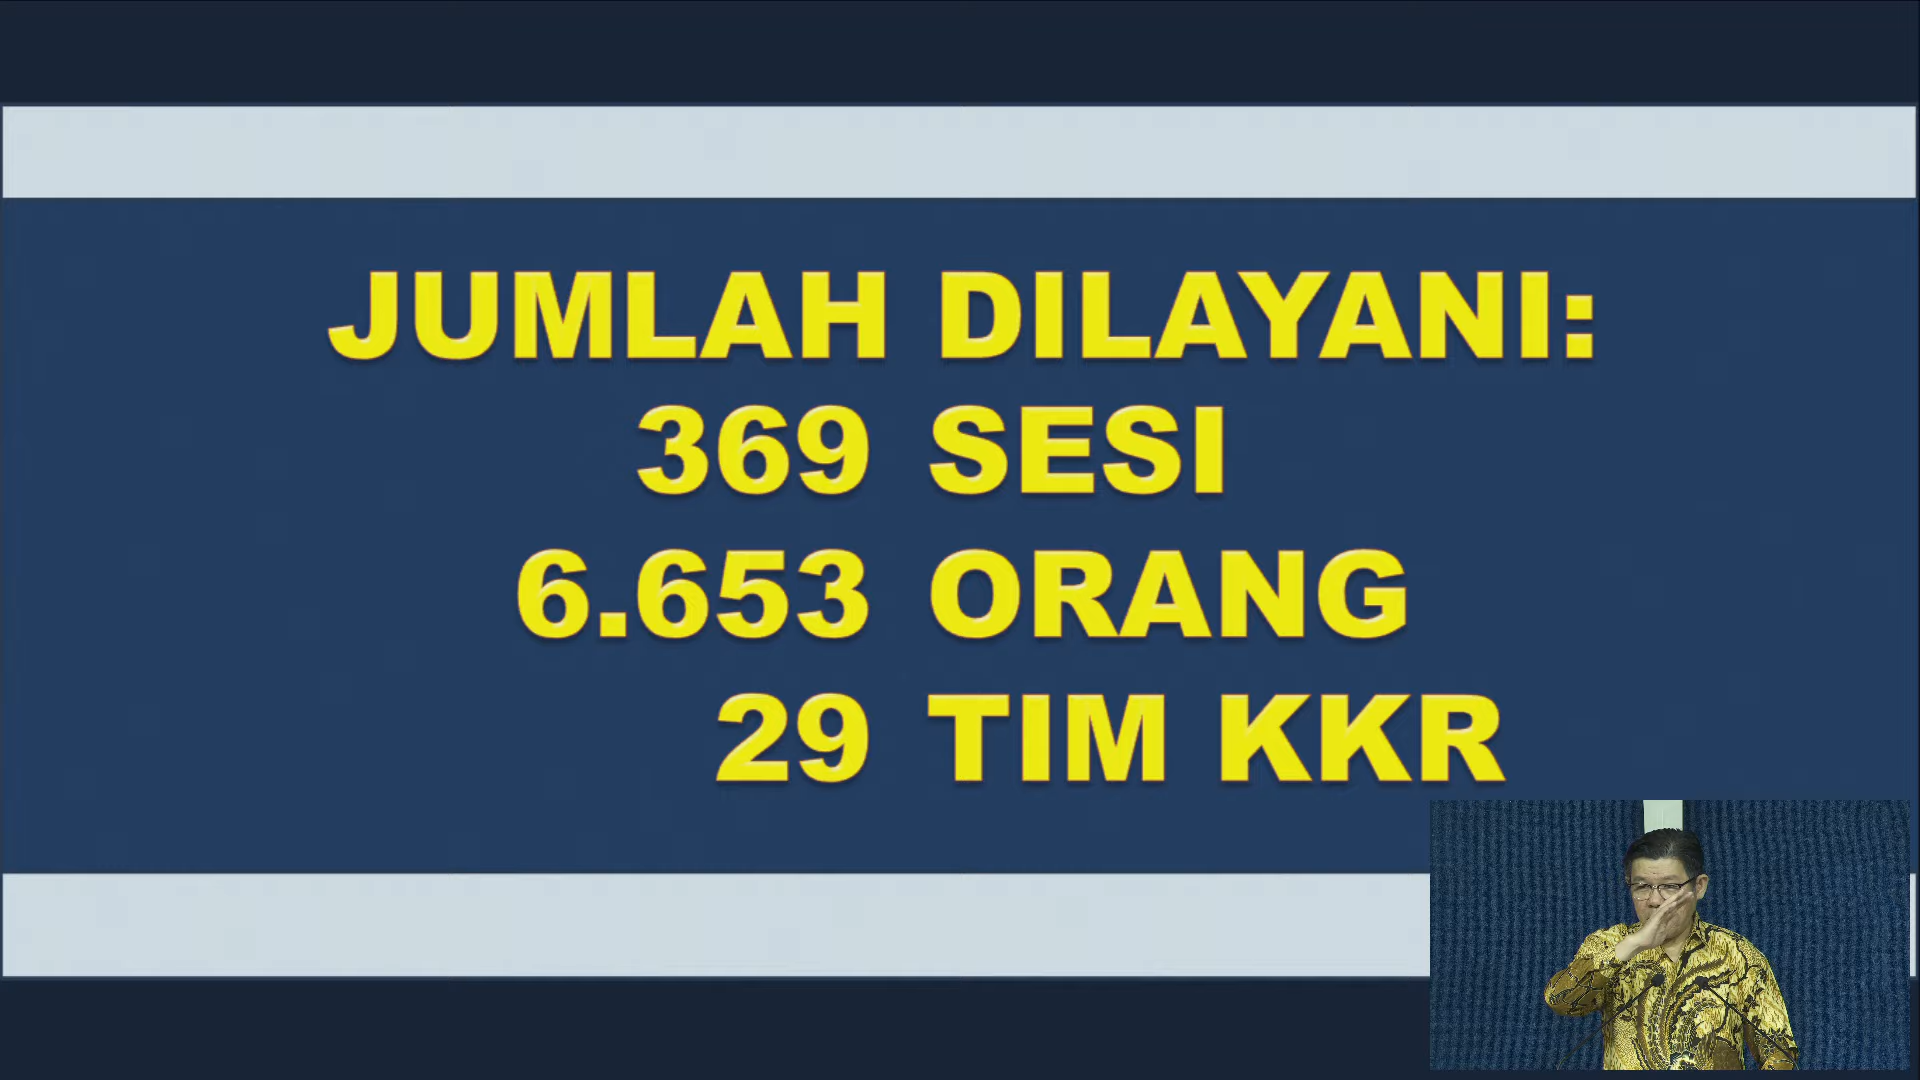 JUMLAH DILAYANI:
369 SESI
6.653 ORANG
29 TIM KKR